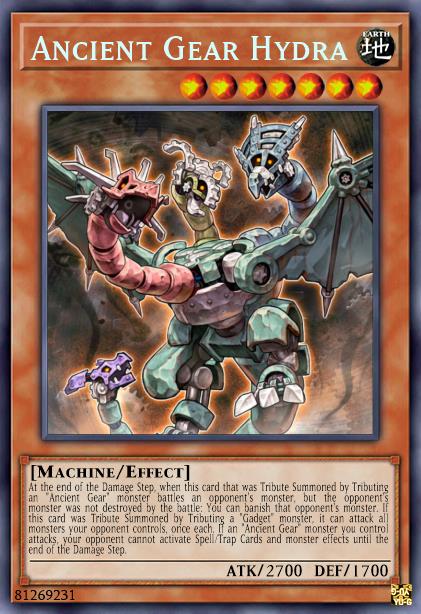 ANCIENT GEAR HYDRA
EARTH
地
[MACHINE/EFFECT]
At the end of the Damage Step, when this card that was Tribute Summoned by Tributing
an "Ancient Gear" monster battles an opponent's monster, but the opponent's
monster was not destroyed by the battle: You can banish that opponent's monster. If
this card was Tribute Summoned by Tributing a "Gadget" monster, it can attack all
monsters your opponent controls, once each. If an "Ancient Gear" monster you control
attacks, your opponent cannot activate Spell/Trap Cards and monster effects until the
end of the Damage Step.
ATK/2700 DEF/1700
81269231